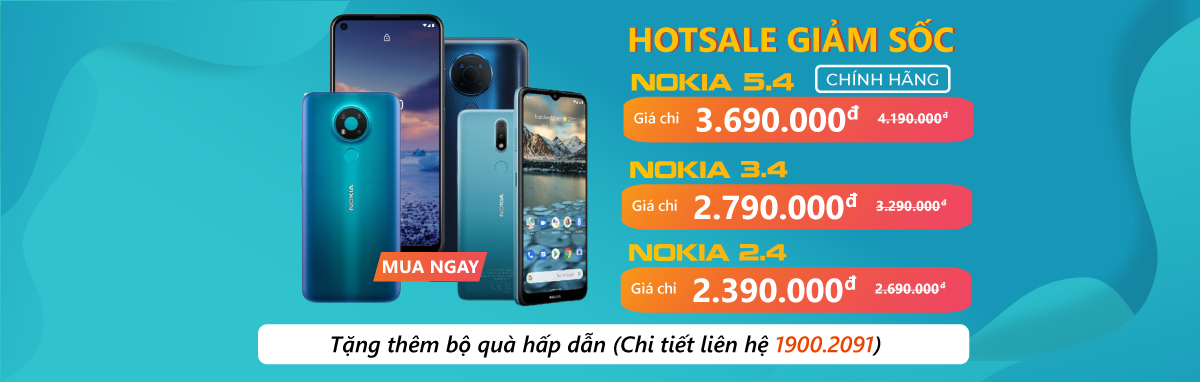 HOTSALE GIẢM SỐC
NOKIA 5.4 CHÍNH HÃNG
Giá chỉ 3.690.000đ 4.190.000đ
NOKIA 3.4
Giá chỉ 2.790.000đ 3.290.000đ
NOKIA 2.4
Giá chỉ 2.390.000đ 2.690.000đ
NOKIA
NOKIA
MUA NGAY
Tặng thêm bộ quà hấp dẫn (Chi tiết liên hệ 1900.2091)